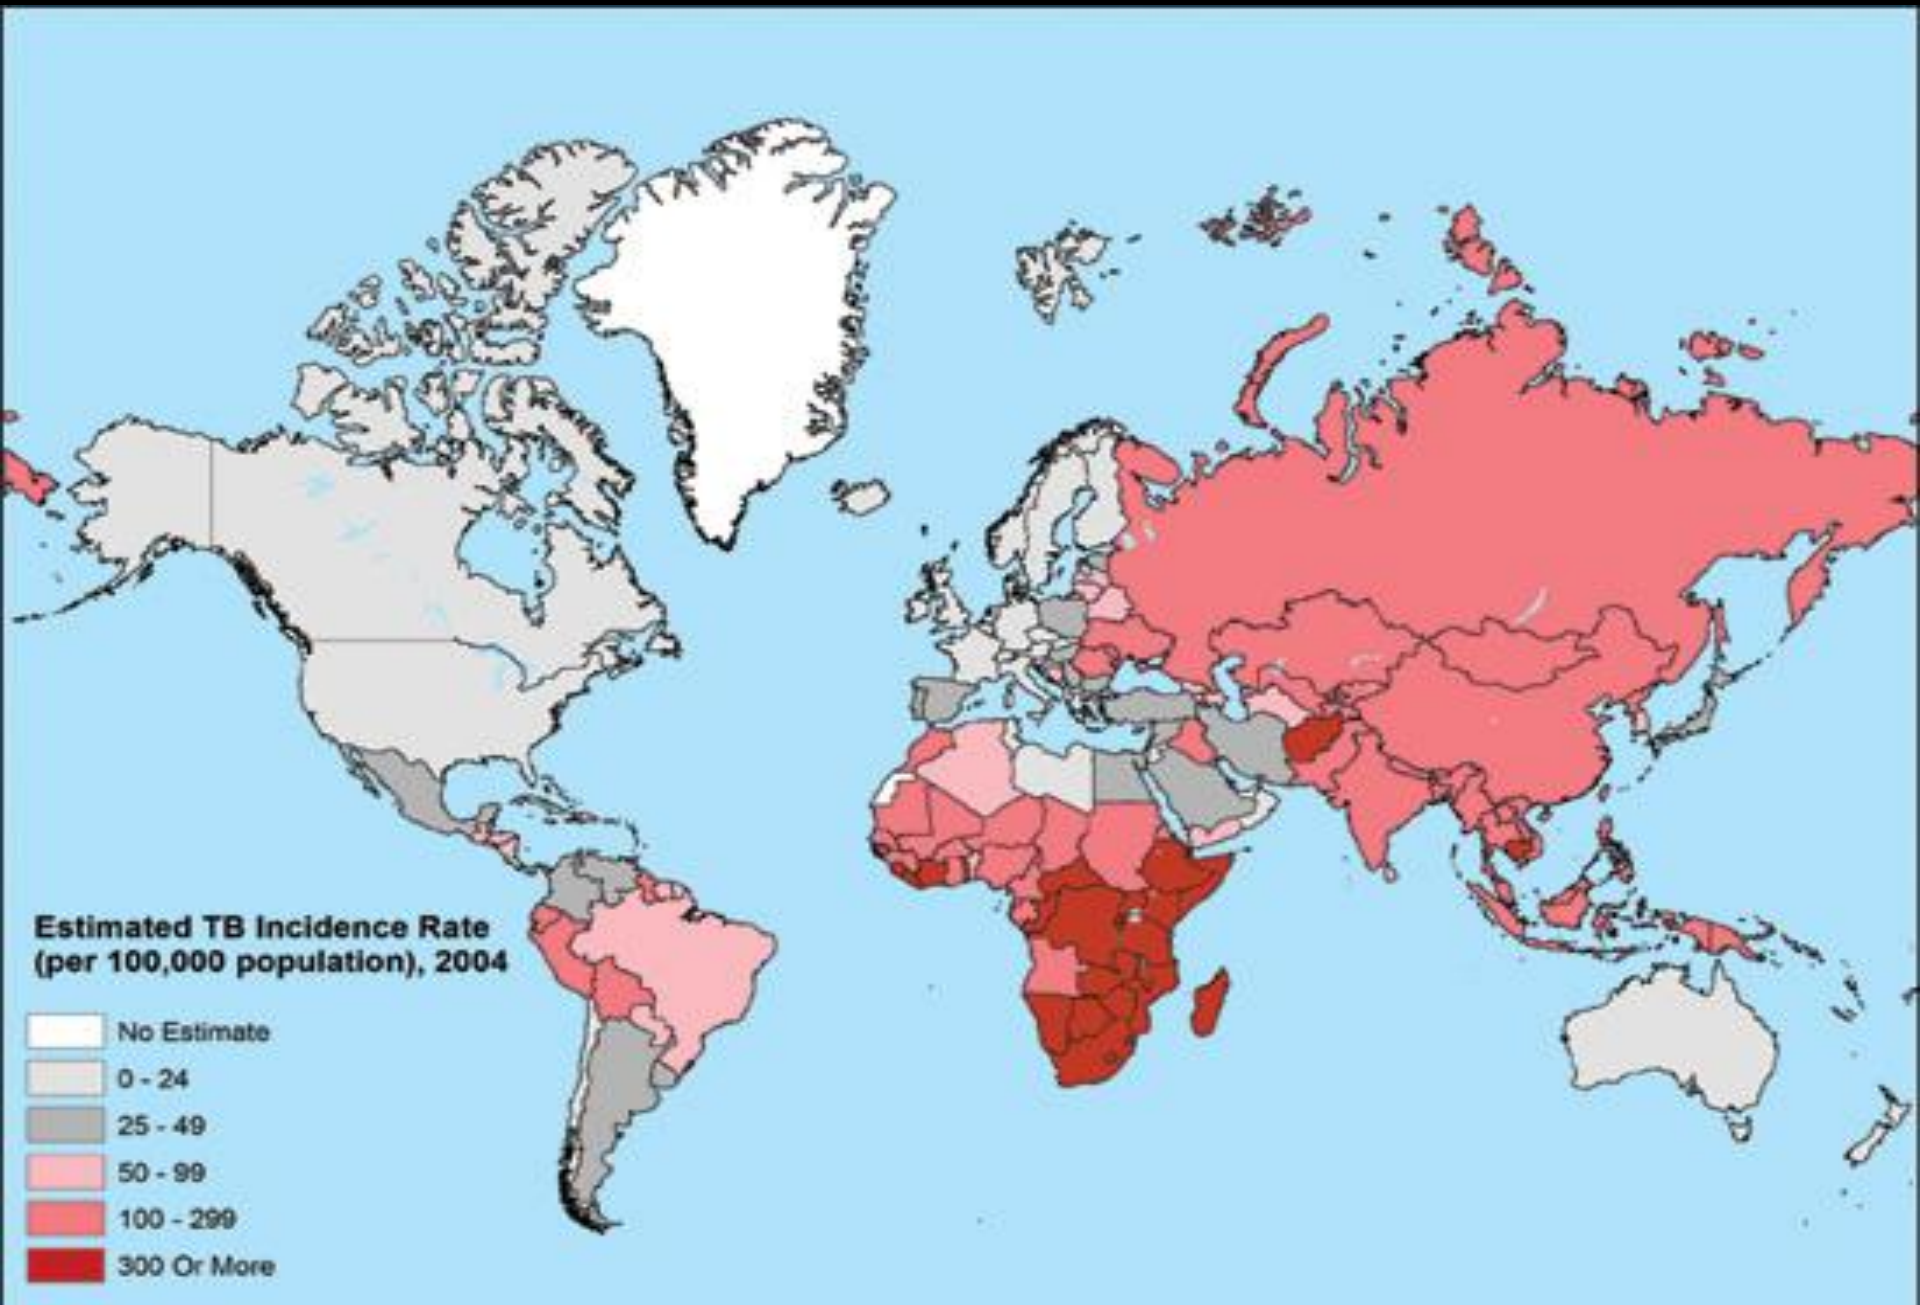 Estimated TB Incidence Rate
(per 100,000 population), 2004
No Estimate
0 - 24
25 - 49
50 - 99
100 - 299
300 Or More